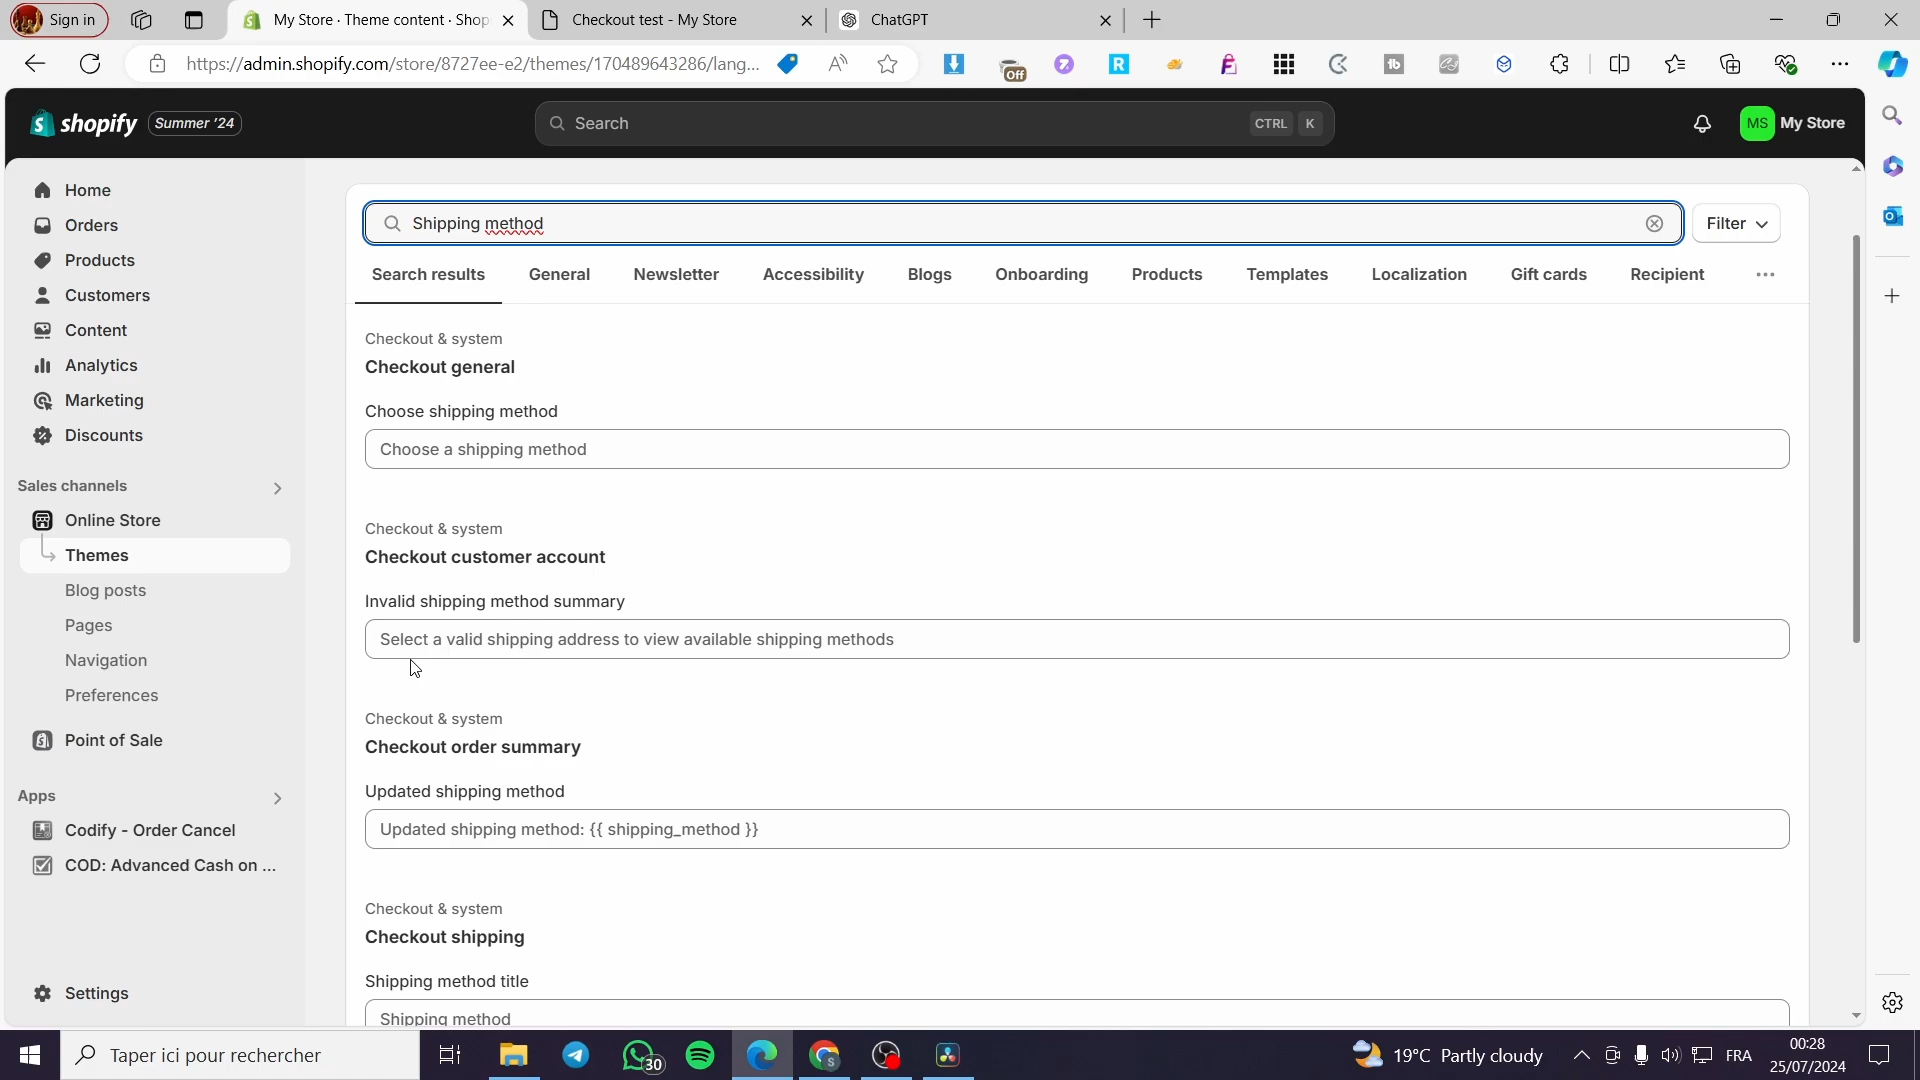 Sign in
My Store · Theme content · Shop
Checkout test - My Store
ChatGPT
https://admin.shopify.com/store/8727ee-e2/themes/170489643286/lang...
Off
shopify
Summer '24
Search
CTRL K
MS
My Store
Home
Orders
Products
Customers
Content
Analytics
Marketing
Discounts
Sales channels
Online Store
Themes
Blog posts
Pages
Navigation
Preferences
Point of Sale
Apps
Codify - Order Cancel
COD: Advanced Cash on ...
Settings
Shipping method
Filter
Search results
General
Newsletter
Accessibility
Blogs
Onboarding
Products
Templates
Localization
Gift cards
Recipient
Checkout & system
Checkout general
Choose shipping method
Choose a shipping method
Checkout & system
Checkout customer account
Invalid shipping method summary
Select a valid shipping address to view available shipping methods
Checkout & system
Checkout order summary
Updated shipping method
Updated shipping method: {{ shipping_method }}
Checkout & system
Checkout shipping
Shipping method title
Shipping method
Taper ici pour rechercher
30
19°C Partly cloudy
FRA
00:28
25/07/2024